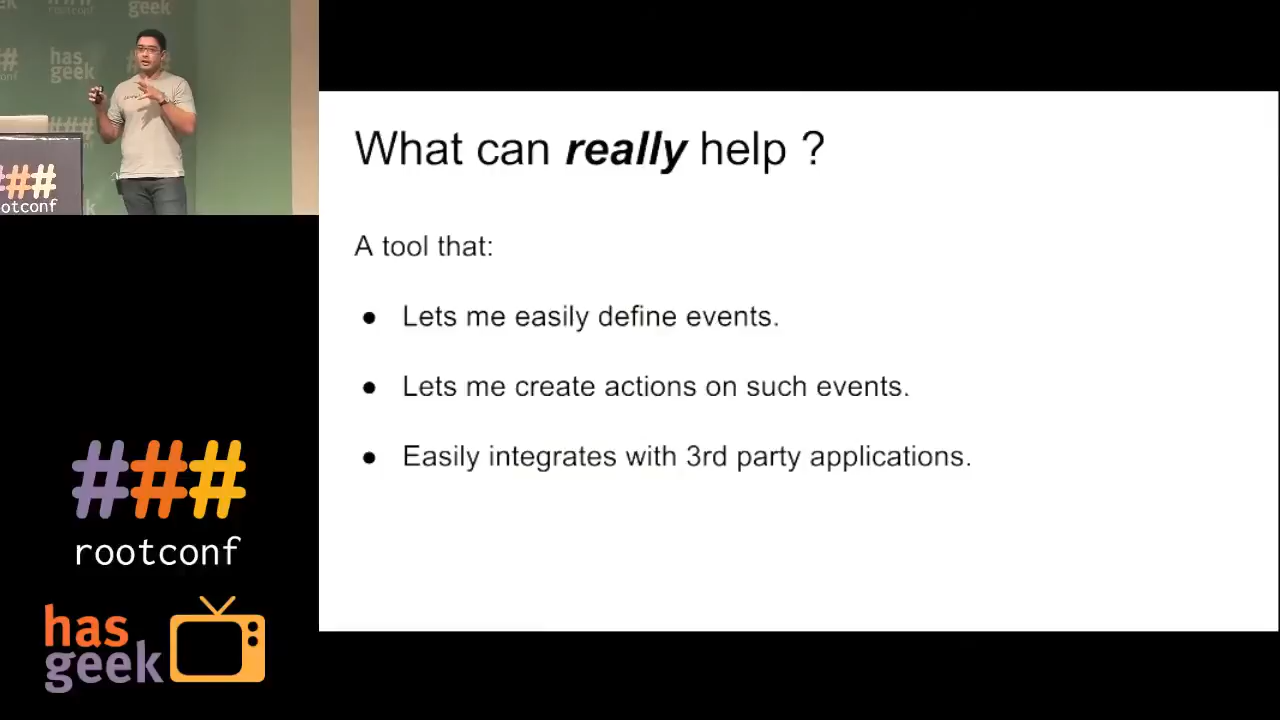 has
geek
###
rootconf
What can really help ?
A tool that:
● Lets me easily define events.
● Lets me create actions on such events.
● Easily integrates with 3rd party applications.
###
rootconf
has
geek